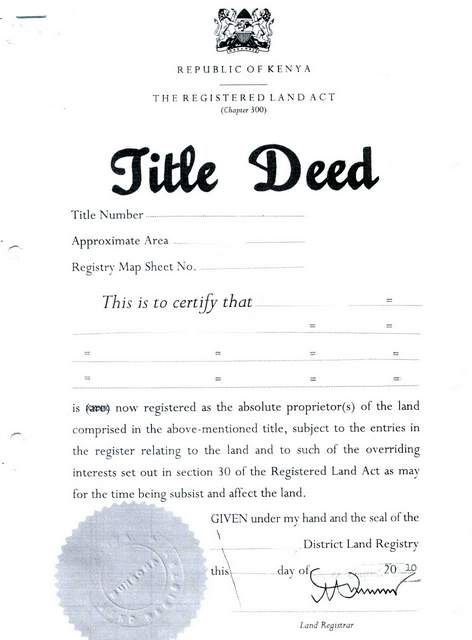 REPUBLIC OF KENYA
THE REGISTERED LAND ACT
(Chapter 300)
Title Deed
Title Number
Approximate Area
Registry Map Sheet No.
This is to certify that =
= =
= = = =
= = = =
is (are) now registered as the absolute proprietor(s) of the land
comprised in the above-mentioned title, subject to the entries in
the register relating to the land and to such of the overriding
interests set out in section 30 of the Registered Land Act as may
for the time being subsist and affect the land.
GIVEN under my hand and the seal of the
District Land Registry
this day of 20 20
Land Registrar